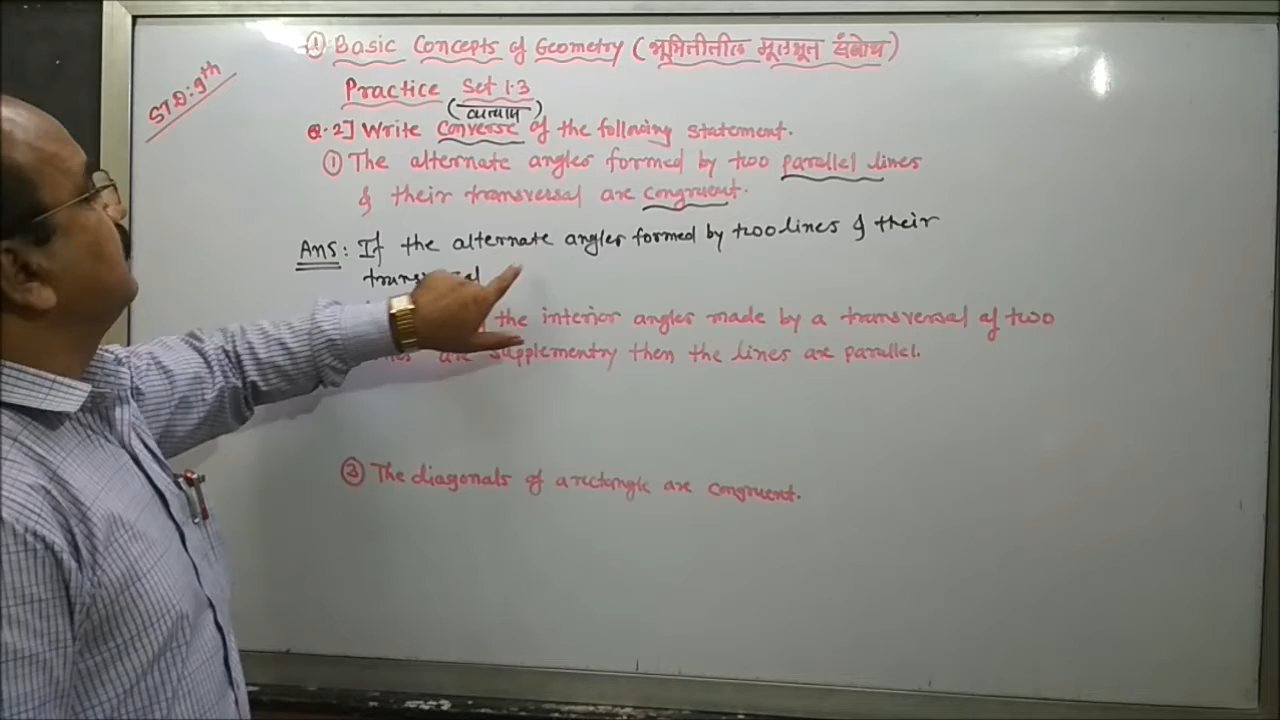 STD: 9th
① Basic Concepts of Geometry (भूमितीतील मूलभूत संबोध)
Practice Set 1.3
(व्यत्यास)
Q.2] Write Converse of the following statement.
① The alternate angles formed by two parallel lines
& their transversal are congruent.
Ans: If the alternate angles formed by two lines & their
the interior angles made by a transversal of two
are supplementry then the lines are parallel.
③ The diagonals of a rectangle are congruent.